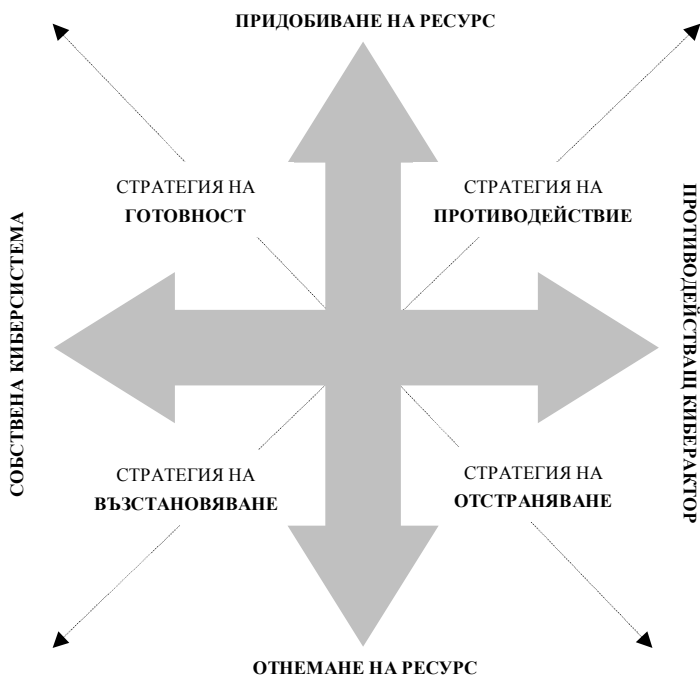 ПРИДОБИВАНЕ НА РЕСУРС
СТРАТЕГИЯ НА
ГОТОВНОСТ
СТРАТЕГИЯ НА
ПРОТИВОДЕЙСТВИЕ
СОБСТВЕНА КИБЕРСИСТЕМА
ПРОТИВОДЕЙСТВАЩ КИБЕРАКТОР
СТРАТЕГИЯ НА
ВЪЗСТАНОВЯВАНЕ
СТРАТЕГИЯ НА
ОТСТРАНЯВАНЕ
ОТНЕМАНЕ НА РЕСУРС